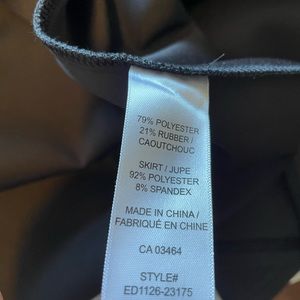 79% POLYESTER
21% RUBBER /
CAOUTCHOUC
SKIRT / JUPE
92% POLYESTER
8% SPANDEX
MADE IN CHINA /
FABRIQUÉ EN CHINE
CA 03464
STYLE#
ED1126-23175